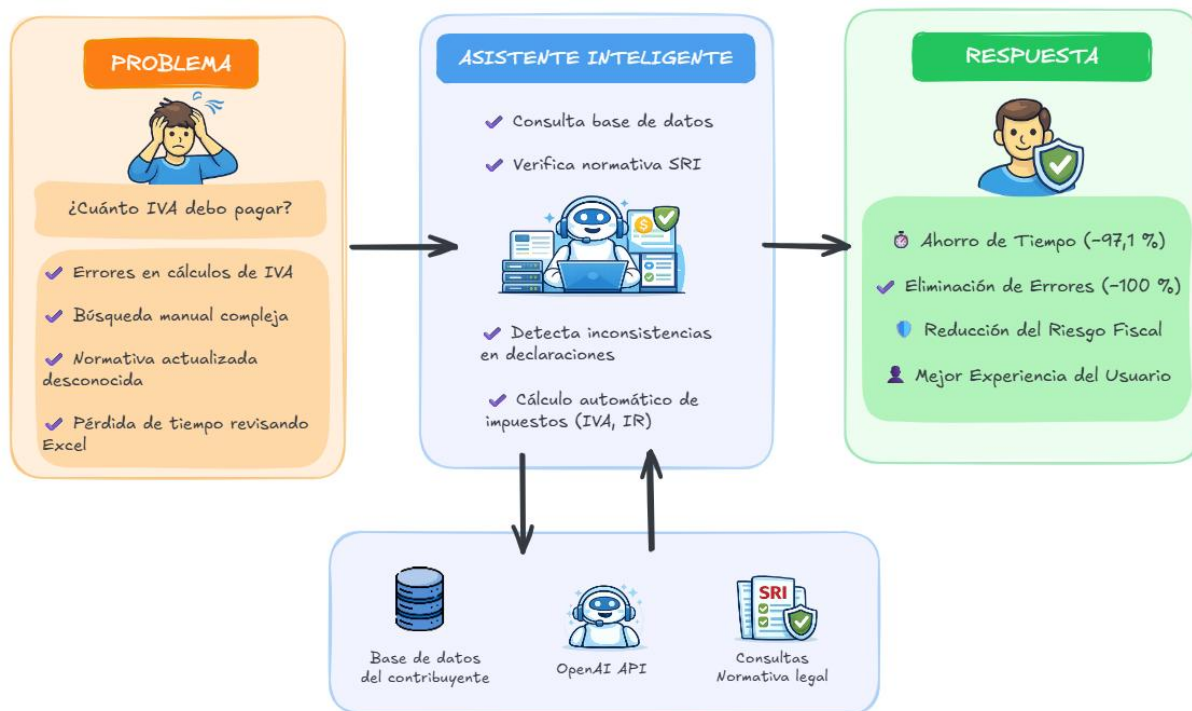 PROBLEMA
¿Cuánto IVA debo pagar?
Errores en cálculos de IVA
Búsqueda manual compleja
Normativa actualizada
desconocida
Pérdida de tiempo revisando
Excel
ASISTENTE INTELIGENTE
Consulta base de datos
Verifica normativa SRI
Detecta inconsistencias
en declaraciones
Cálculo automático de
impuestos (IVA, IR)
RESPUESTA
Ahorro de Tiempo (-97,1 %)
Eliminación de Errores (-100 %)
Reducción del Riesgo Fiscal
Mejor Experiencia del Usuario
Base de datos
del contribuyente
OpenAI API
SRI
Consultas
Normativa legal